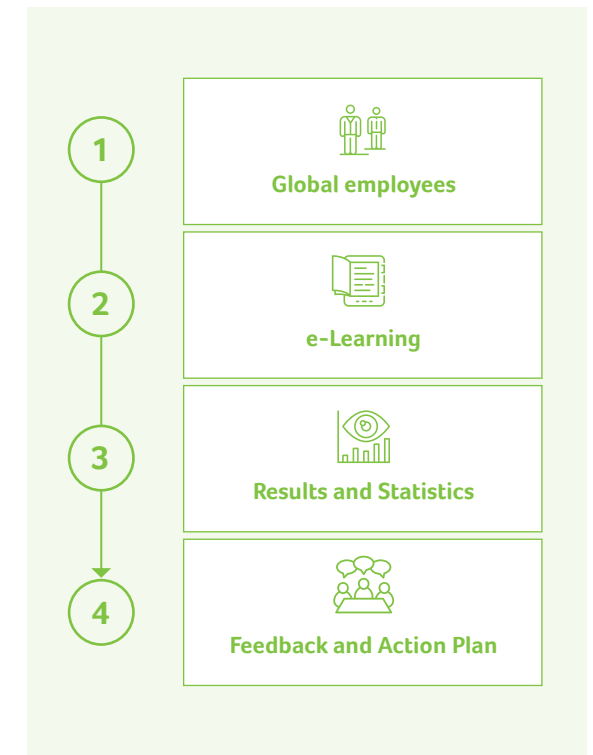 1
Global employees
2
e-Learning
3
Results and Statistics
4
Feedback and Action Plan